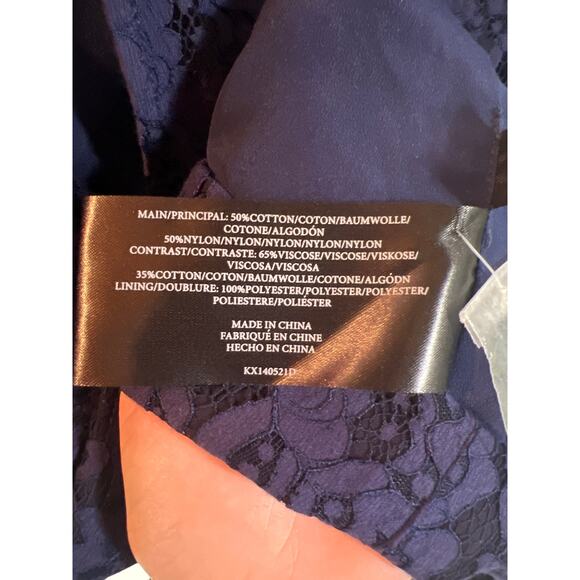 MAIN/PRINCIPAL: 50%COTTON/COTON/BAUMWOLLE/
COTONE/ALGODÓN
50%NYLON/NYLON/NYLON/NYLON/NYLON
CONTRAST/CONTRASTE: 65%VISCOSE/VISCOSE/VISKOSE/
VISCOSA/VISCOSA
35%COTTON/COTON/BAUMWOLLE/COTONE/ALGÓDN
LINING/DOUBLURE: 100%POLYESTER/POLYESTER/POLYESTER/
POLIESTERE/POLIÉSTER
MADE IN CHINA
FABRIQUÉ EN CHINE
HECHO EN CHINA
KX140521D